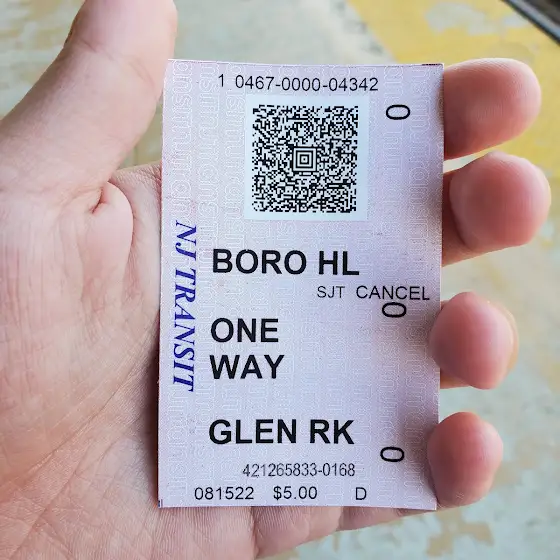 1 0467-0000-04342
0
NJ TRANSIT
BORO HL
SJT CANCEL
0
ONE
WAY
GLEN RK
0
421265833-0168
081522 $5.00 D